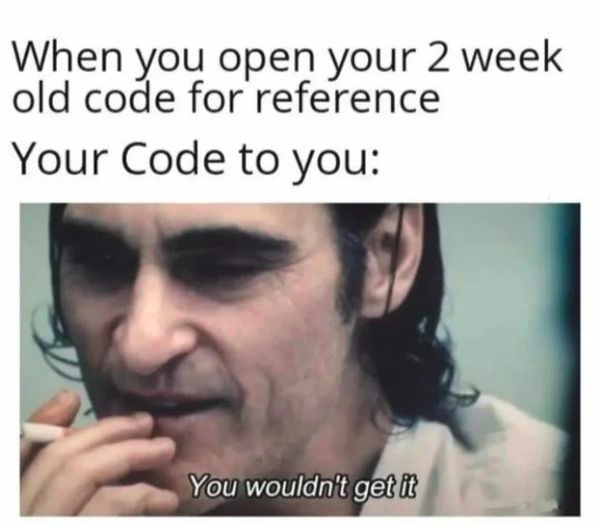 When you open your 2 week
old code for reference
Your Code to you:
You wouldn't get it